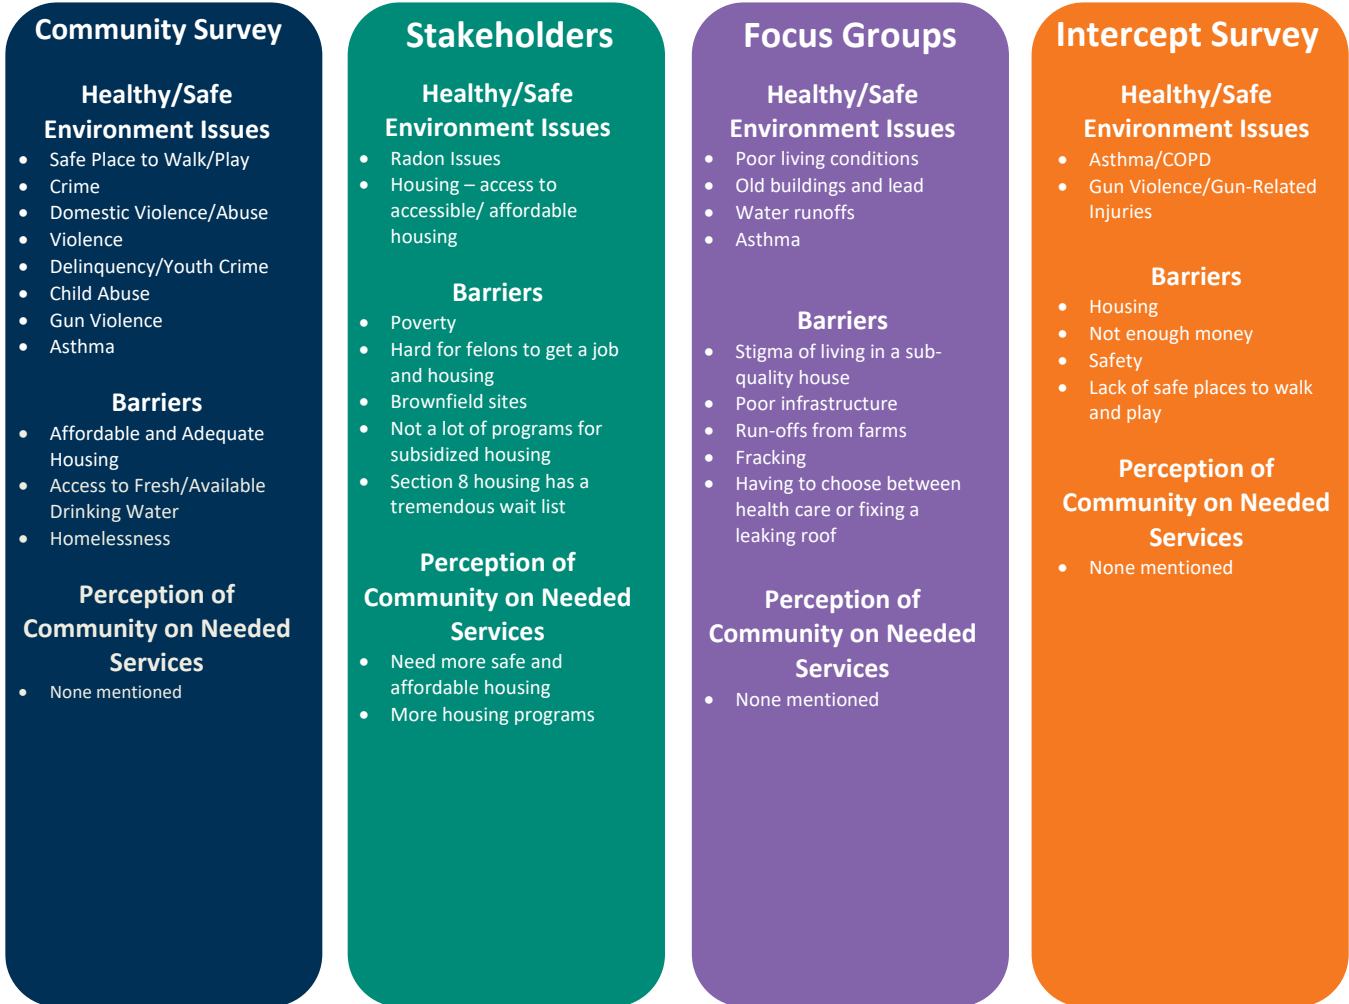 Community Survey
Healthy/Safe
Environment Issues
• Safe Place to Walk/Play
• Crime
• Domestic Violence/Abuse
• Violence
• Delinquency/Youth Crime
• Child Abuse
• Gun Violence
• Asthma
Barriers
• Affordable and Adequate
Housing
• Access to Fresh/Available
Drinking Water
• Homelessness
Perception of
Community on Needed
Services
• None mentioned
Stakeholders
Healthy/Safe
Environment Issues
• Radon Issues
• Housing – access to
accessible/ affordable
housing
Barriers
• Poverty
• Hard for felons to get a job
and housing
• Brownfield sites
• Not a lot of programs for
subsidized housing
• Section 8 housing has a
tremendous wait list
Perception of
Community on Needed
Services
• Need more safe and
affordable housing
• More housing programs
Focus Groups
Healthy/Safe
Environment Issues
• Poor living conditions
• Old buildings and lead
• Water runoffs
• Asthma
Barriers
• Stigma of living in a sub-
quality house
• Poor infrastructure
• Run-offs from farms
• Fracking
• Having to choose between
health care or fixing a
leaking roof
Perception of
Community on Needed
Services
• None mentioned
Intercept Survey
Healthy/Safe
Environment Issues
• Asthma/COPD
• Gun Violence/Gun-Related
Injuries
Barriers
• Housing
• Not enough money
• Safety
• Lack of safe places to walk
and play
Perception of
Community on Needed
Services
• None mentioned